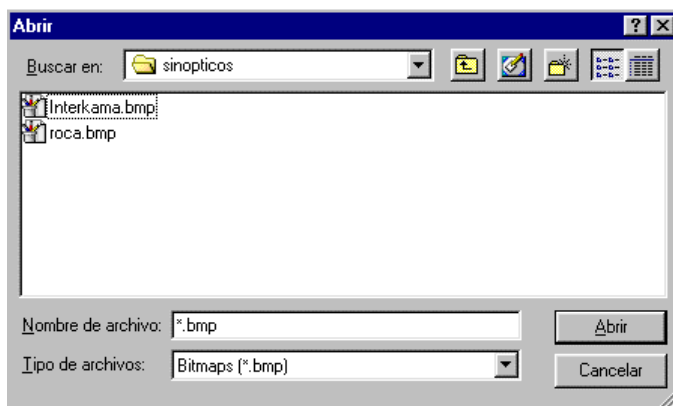 Abrir
Buscar en: sinopticos
Interkama.bmp
roca.bmp
Nombre de archivo: *.bmp Abrir
Tipo de archivos: Bitmaps (*.bmp) Cancelar